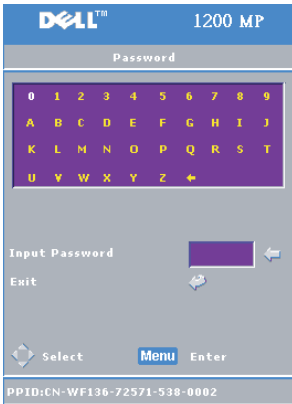 DELL™ 1200 MP
Password
0 1 2 3 4 5 6 7 8 9
A B C D E F G H I J
K L M N O P Q R S T
U V W X Y Z ←
Input Password
Exit
Select Menu Enter
PPID:CN-WF136-72571-538-0002